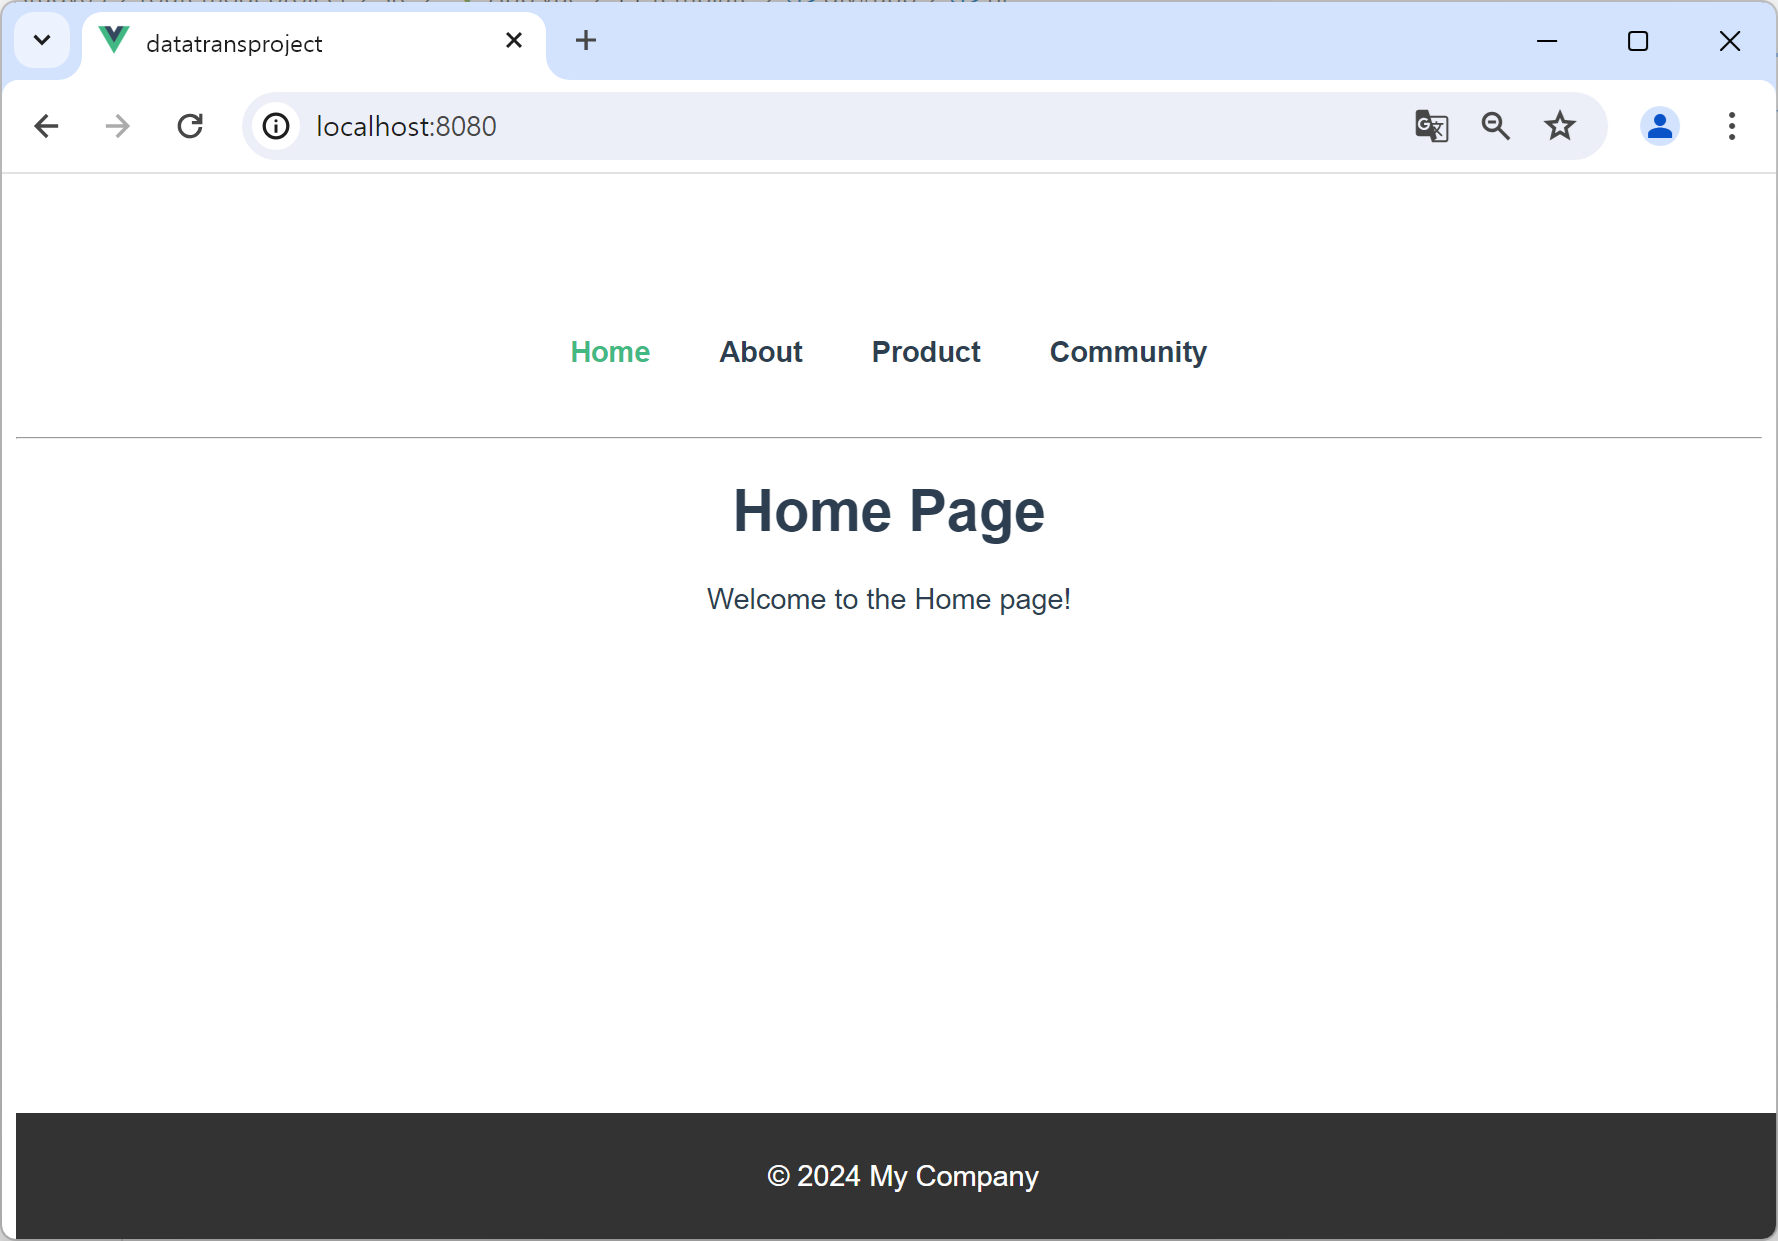 datatransproject
localhost:8080
Home About Product Community
Home Page
Welcome to the Home page!
© 2024 My Company